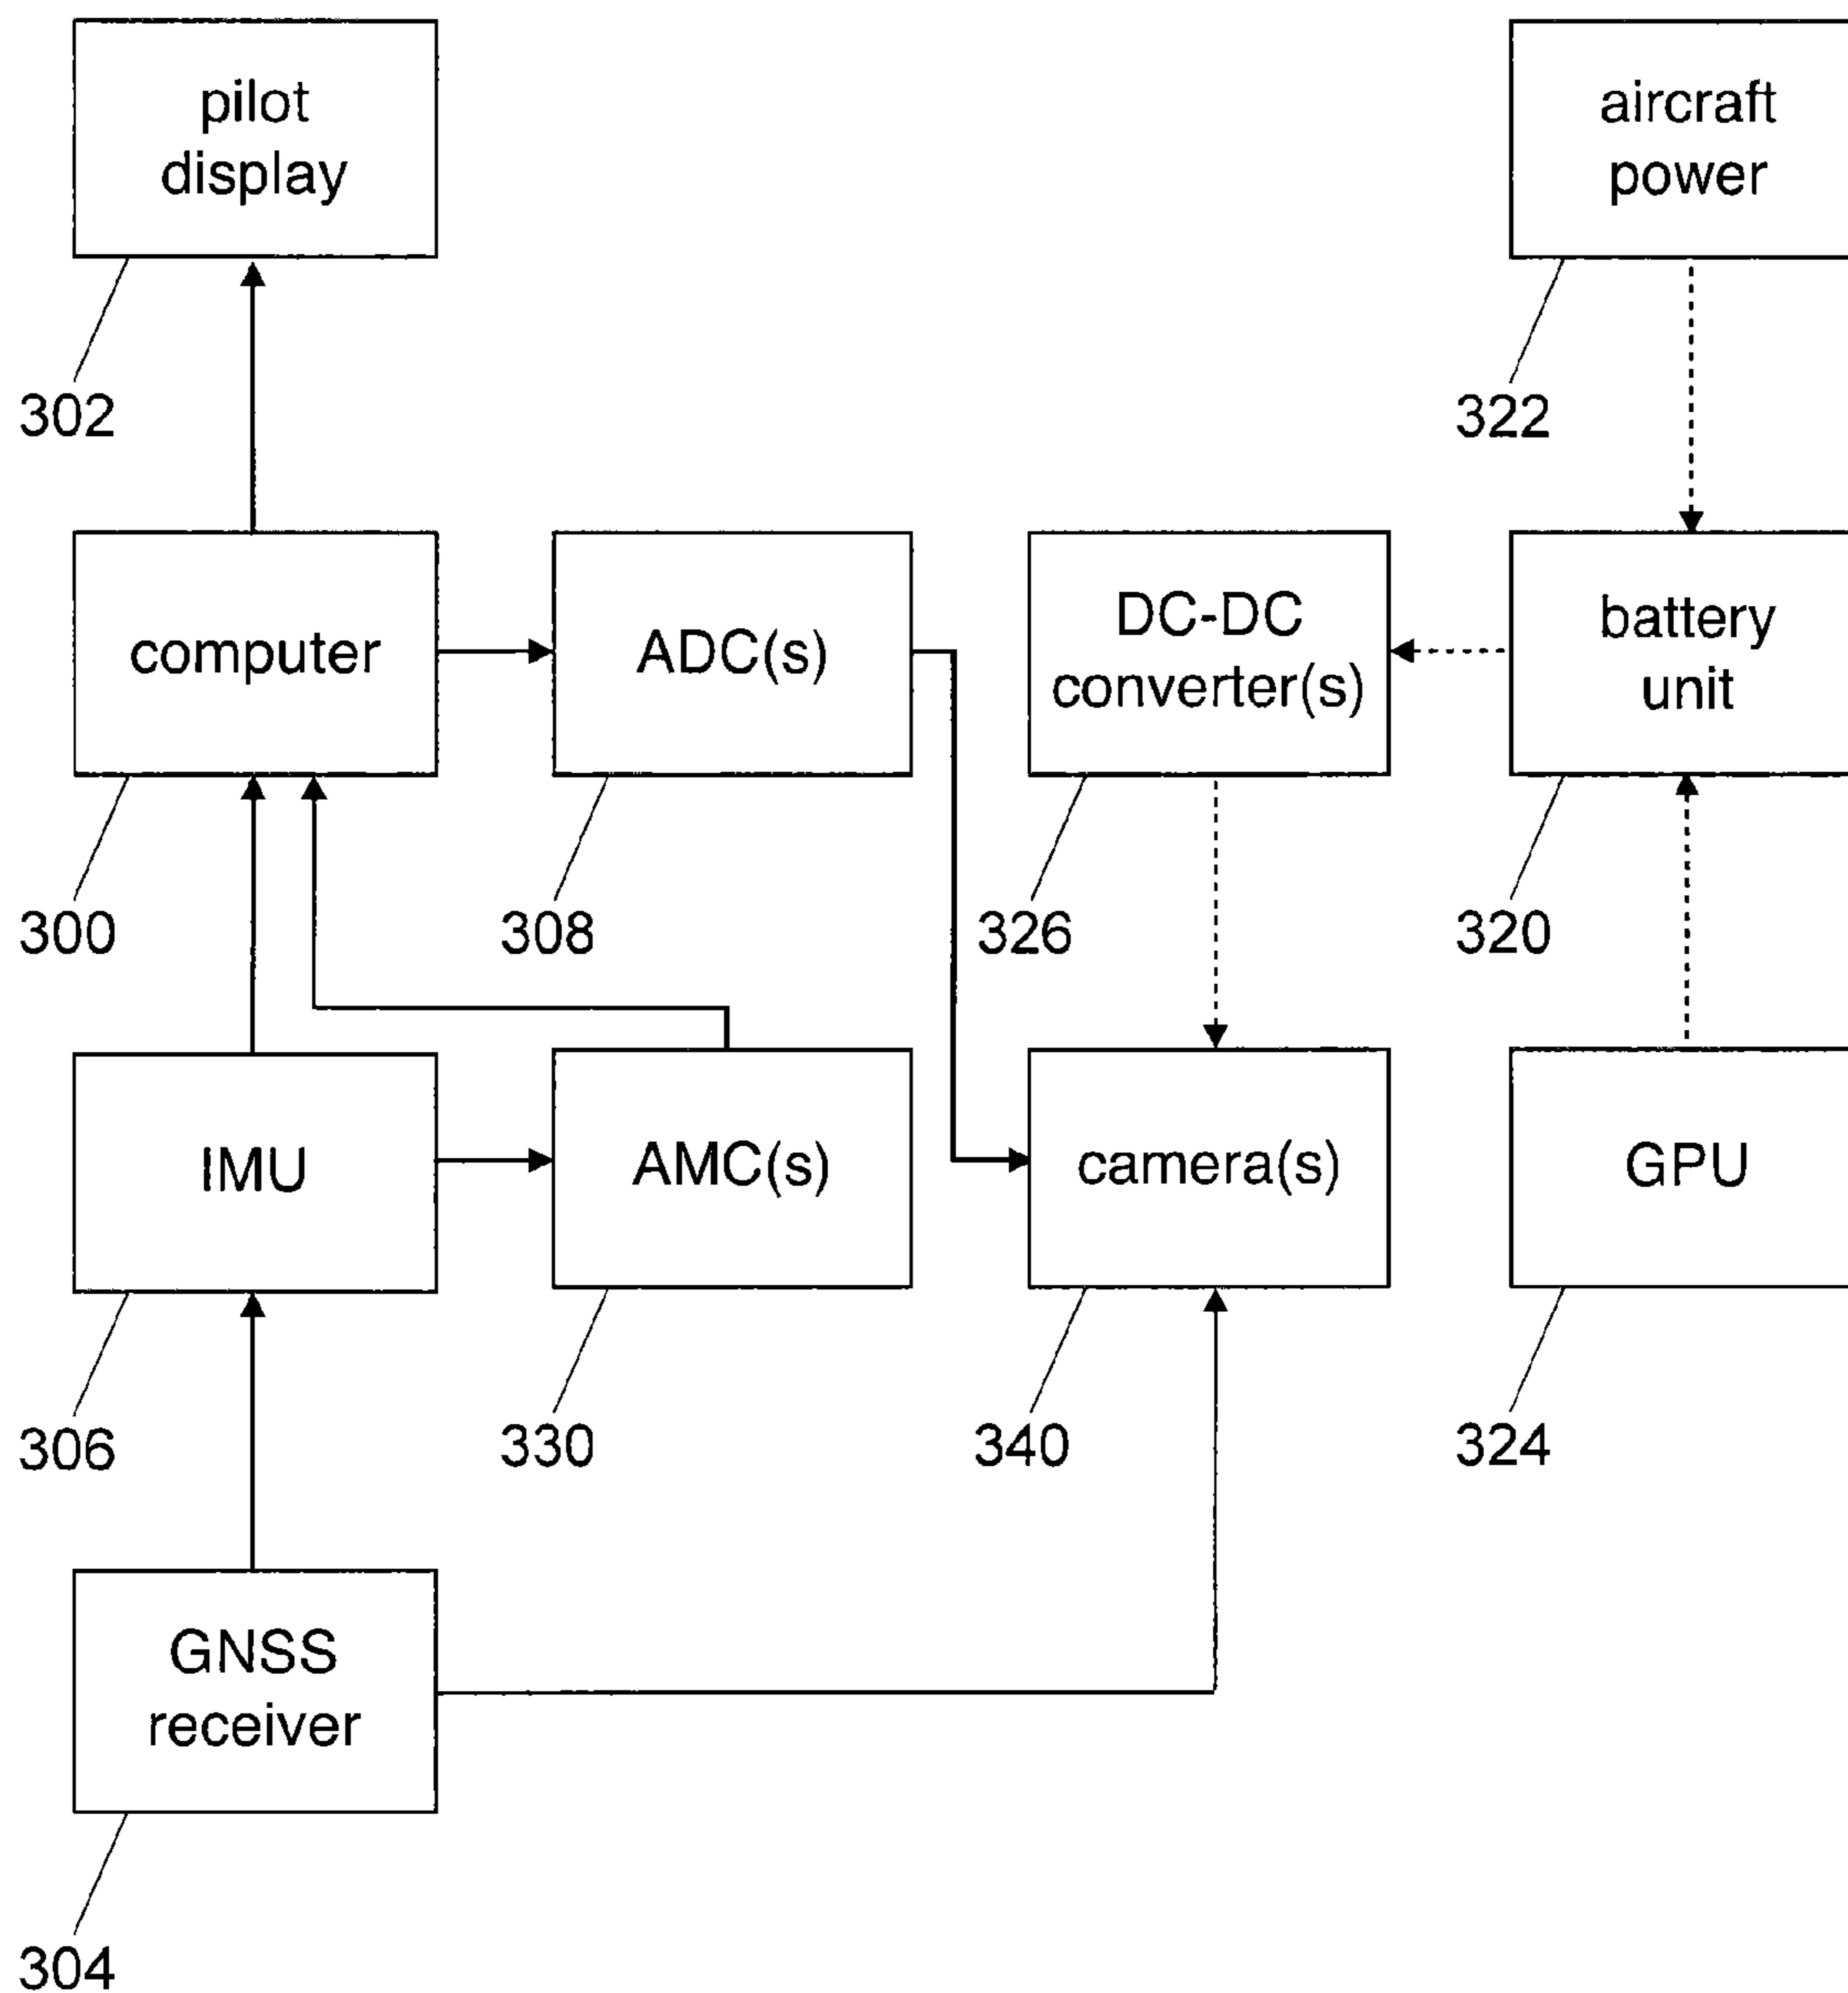 pilot
display
aircraft
power
302
322
computer
ADC(s)
DC-DC
converter(s)
battery
unit
300
308
326
320
IMU
AMC(s)
camera(s)
GPU
306
330
340
324
GNSS
receiver
304